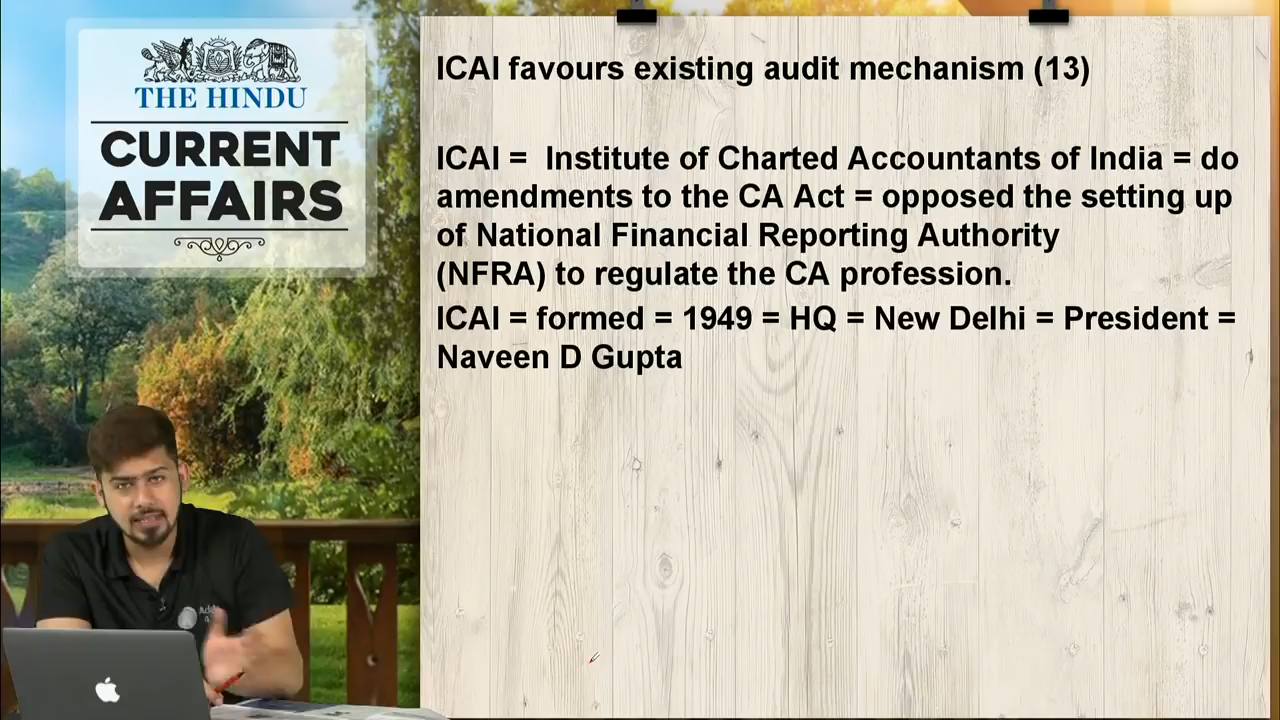 THE HINDU
CURRENT
AFFAIRS
ICAI favours existing audit mechanism (13)
ICAI = Institute of Charted Accountants of India = do
amendments to the CA Act = opposed the setting up
of National Financial Reporting Authority
(NFRA) to regulate the CA profession.
ICAI = formed = 1949 = HQ = New Delhi = President =
Naveen D Gupta